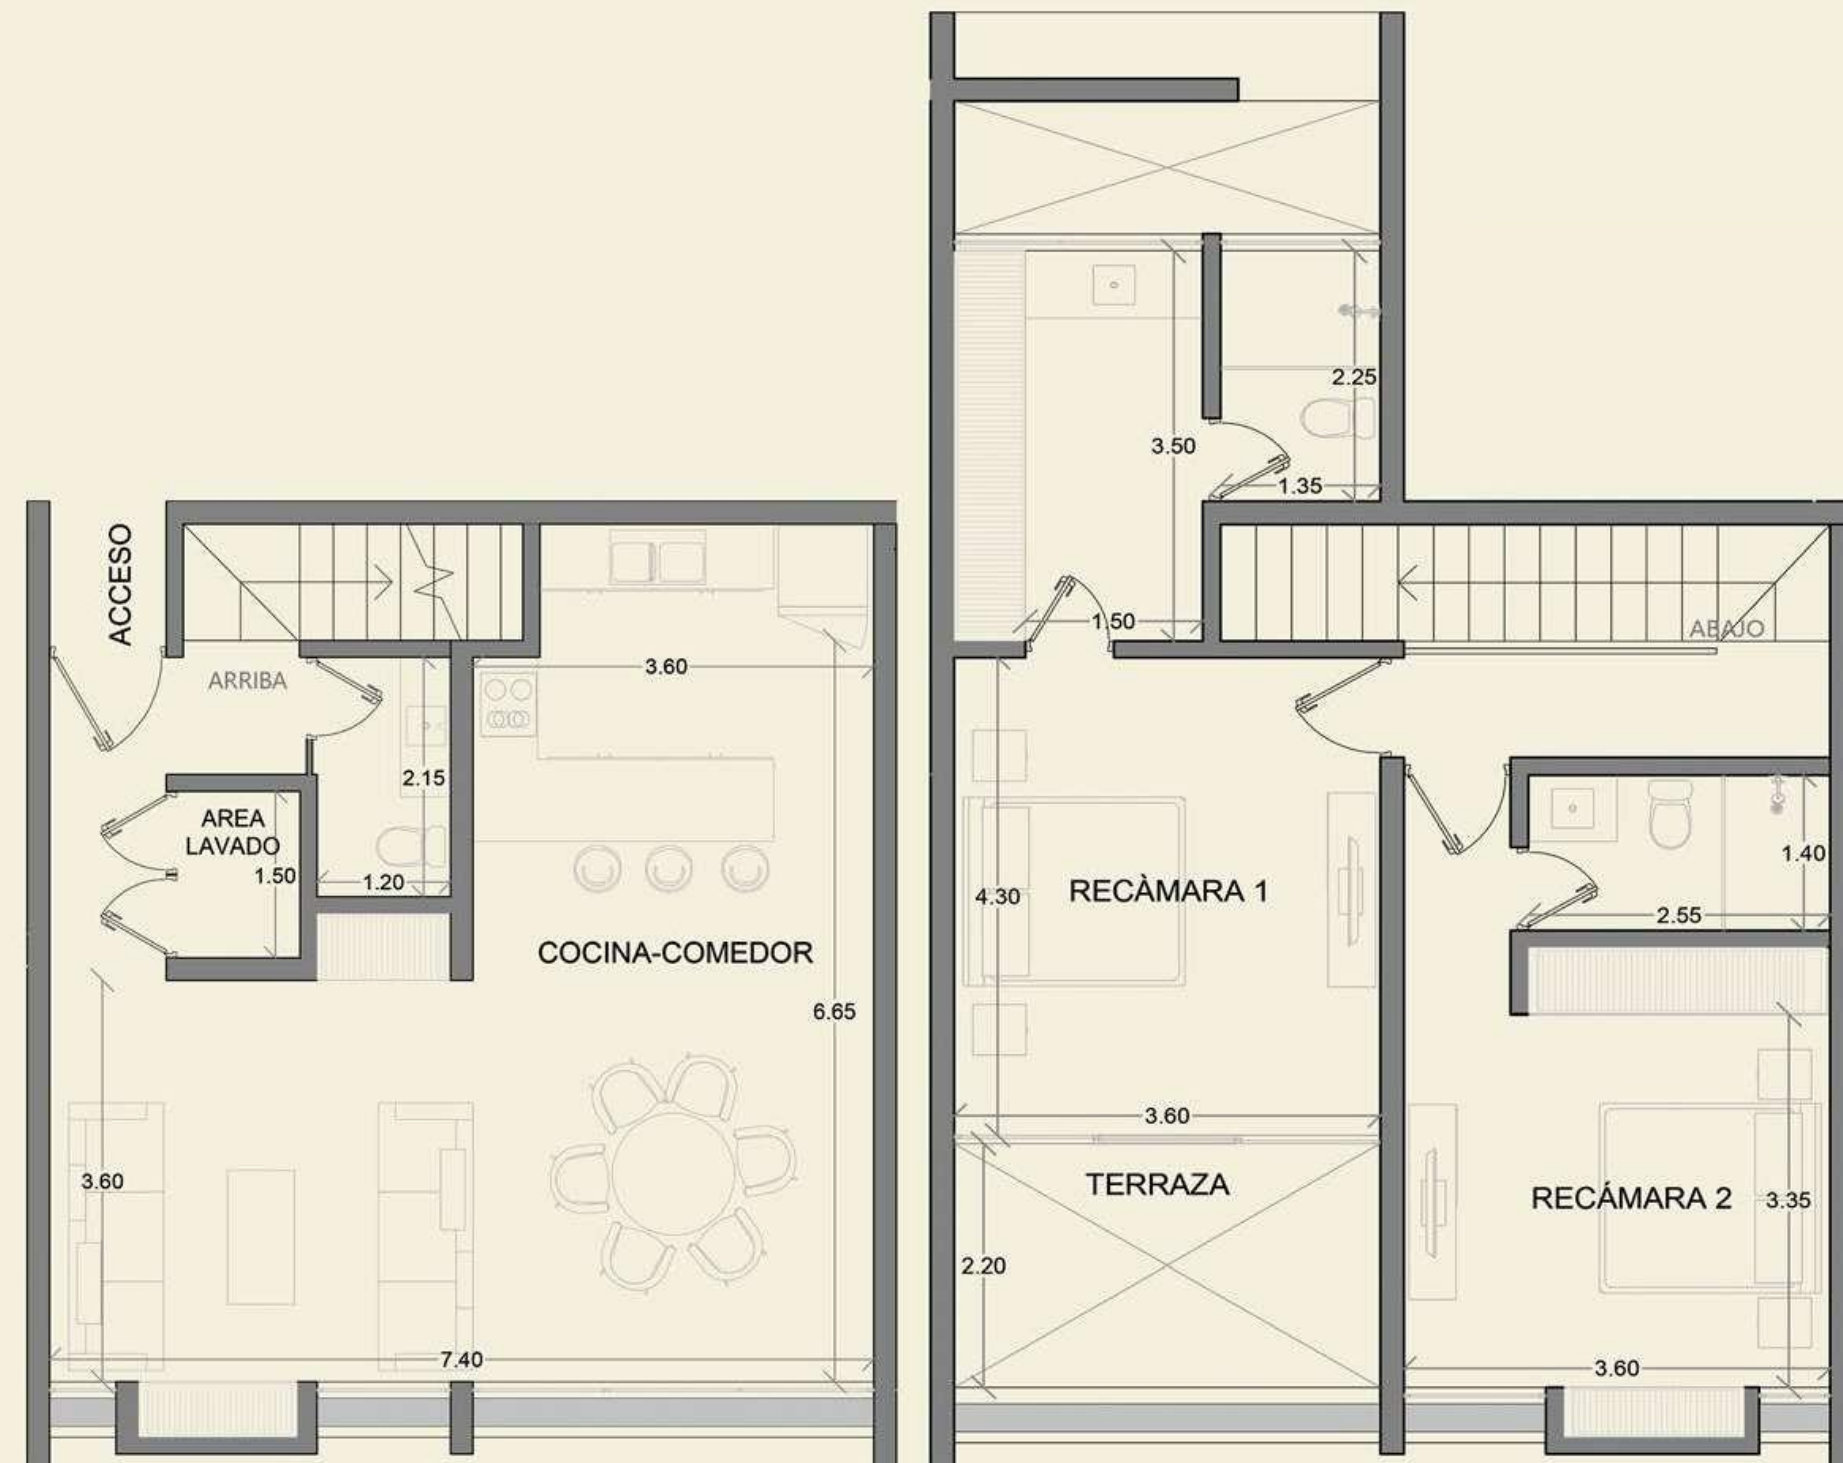 ACCESO
ARRIBA
3.60
2.15
AREA
LAVADO
1.50
1.20
COCINA-COMEDOR
6.65
3.60
7.40
2.25
3.50
1.35
1.50
ABAJO
RECÀMARA 1
4.30
1.40
2.55
3.60
TERRAZA
2.20
RECÁMARA 2
3.35
3.60